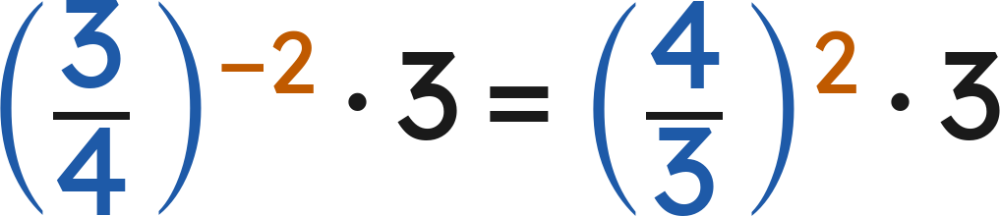 (3/4)^−2 · 3 = (4/3)^2 · 3